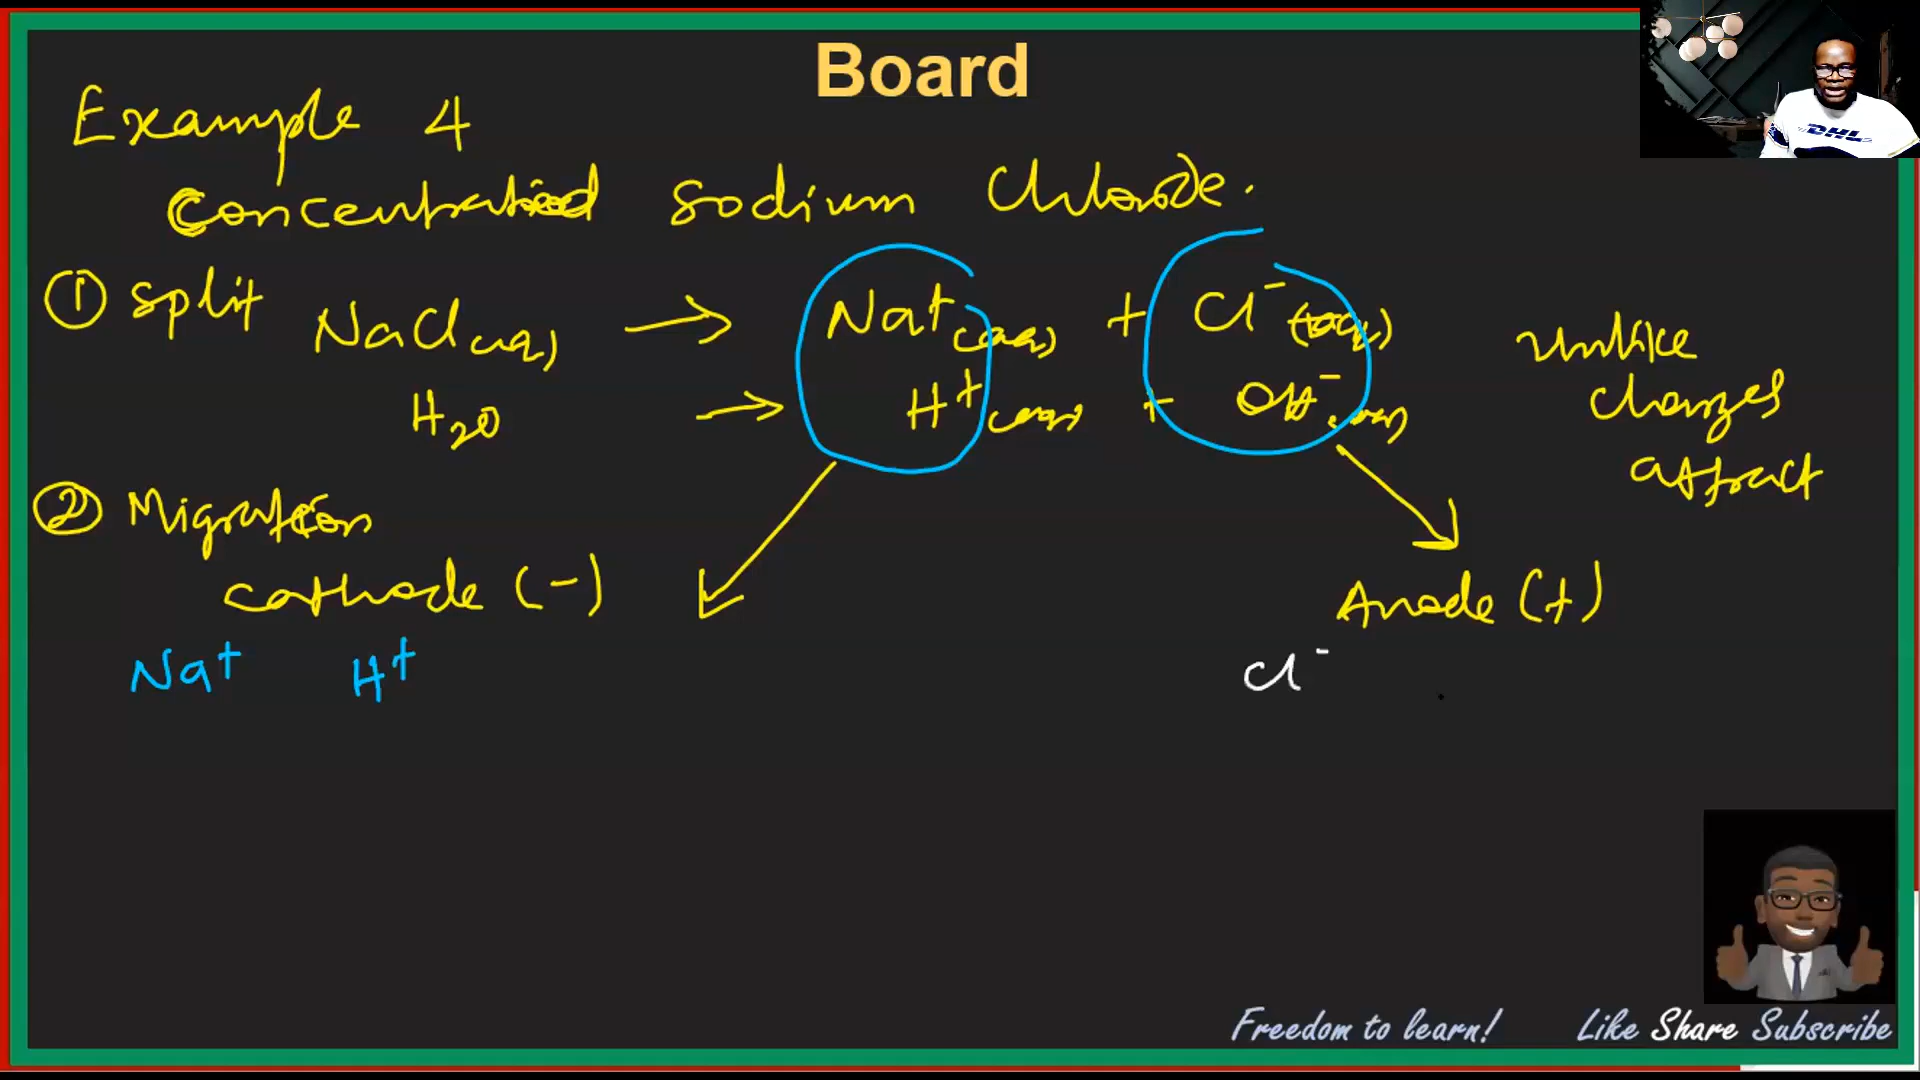 Board
DHL
Example 4
Concentrated sodium chloride.
① split NaCl(aq) → Na⁺(aq) + Cl⁻(aq)
H₂O → H⁺(aq) + OH⁻(aq)
unlike
charges
attract
② Migration
cathode (-)
Anode (+)
Na⁺ H⁺
Cl⁻
Freedom to learn! Like Share Subscribe